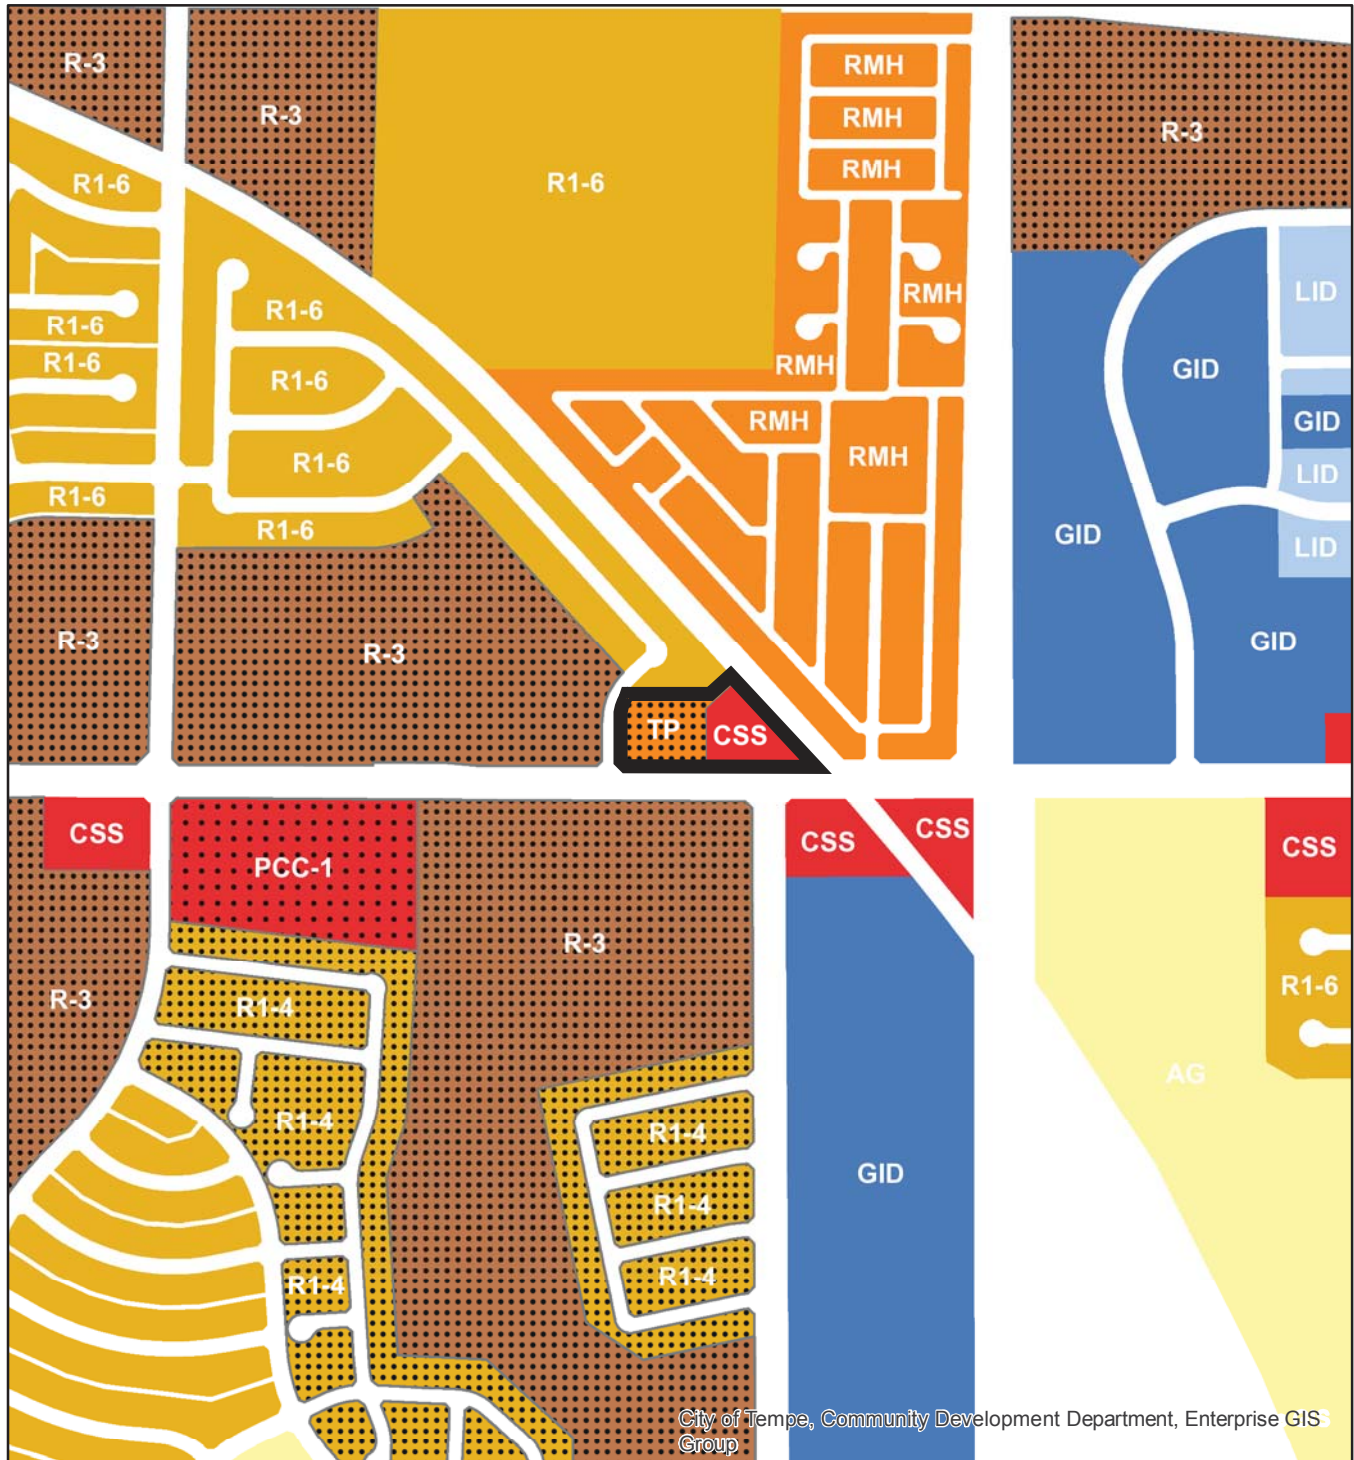 R-3
R-3
R1-6
R-3
R1-6
RMH
RMH
RMH
R1-6
R1-6
R1-6
R1-6
R1-6
R1-6
R1-6
RMH
RMH
RMH
RMH
LID
GID
GID
LID
LID
GID
GID
R-3
R-3
TP
CSS
CSS
PCC-1
CSS
CSS
CSS
R-3
R-3
R1-4
R1-4
R1-4
R1-4
R1-4
R1-4
GID
AG
R1-6
City of Tempe, Community Development Department, Enterprise GIS
Group